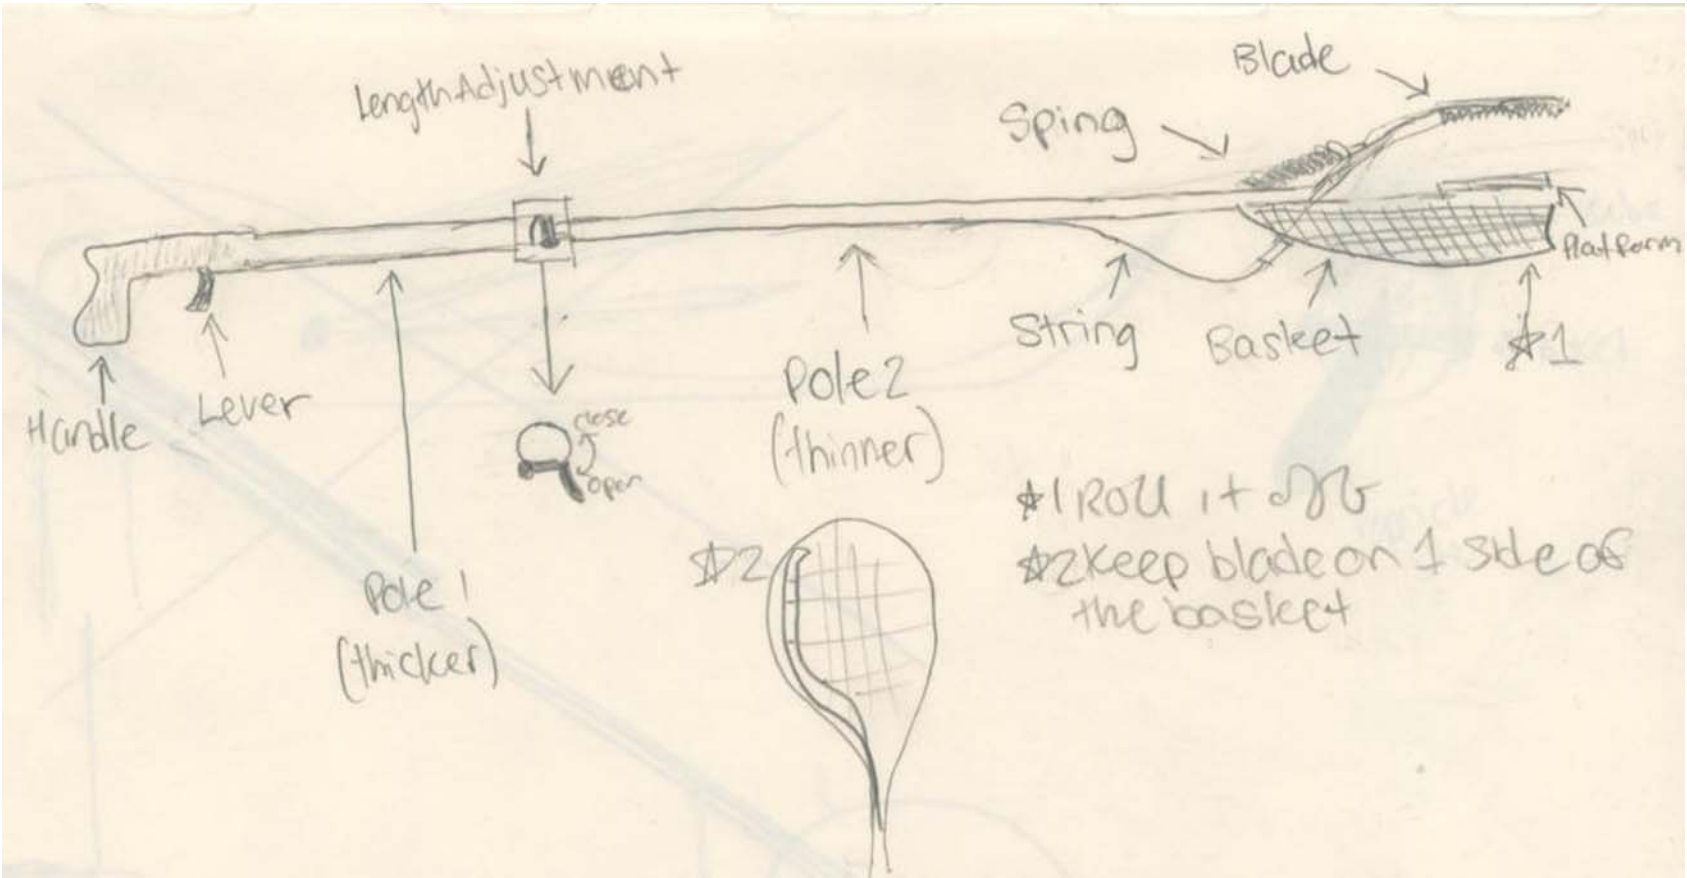 Length Adjustment
Blade
Sping
Platform
String
Basket
☆1
Handle
Lever
close
open
Pole 2
(thinner)
Pole 1
(thicker)
☆2
☆1 Roll it off
☆2 Keep blade on 1 side of
the basket